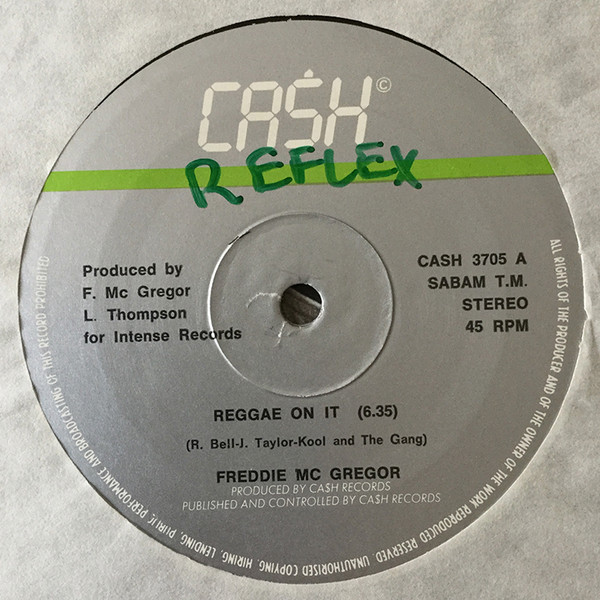 CA$H©
REFLEX
Produced by
F. Mc Gregor
L. Thompson
for Intense Records
CASH 3705 A
SABAM T.M.
STEREO
45 RPM
REGGAE ON IT (6.35)
(R. Bell-J. Taylor-Kool and The Gang)
FREDDIE MC GREGOR
PRODUCED BY CA$H RECORDS
PUBLISHED AND CONTROLLED BY CA$H RECORDS
ALL RIGHTS OF THE PRODUCER AND OF THE OWNER OF THE WORK REPRODUCED RESERVED. UNAUTHORISED COPYING, HIRING, LENDING, PUBLIC PERFORMANCE AND BROADCASTING OF THIS RECORD PROHIBITED